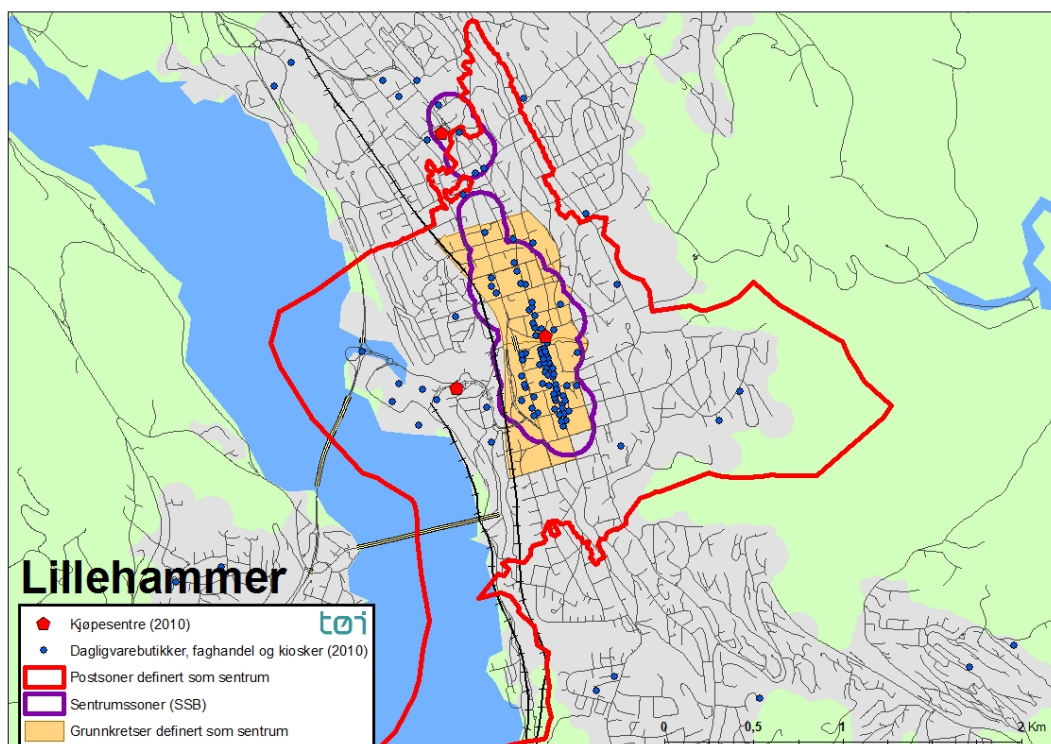 Lillehammer
tøi
Kjøpesentre (2010)
Dagligvarebutikker, faghandel og kiosker (2010)
Postsoner definert som sentrum
Sentrumssoner (SSB)
Grunnkretser definert som sentrum
0 0,5 1 2 Km